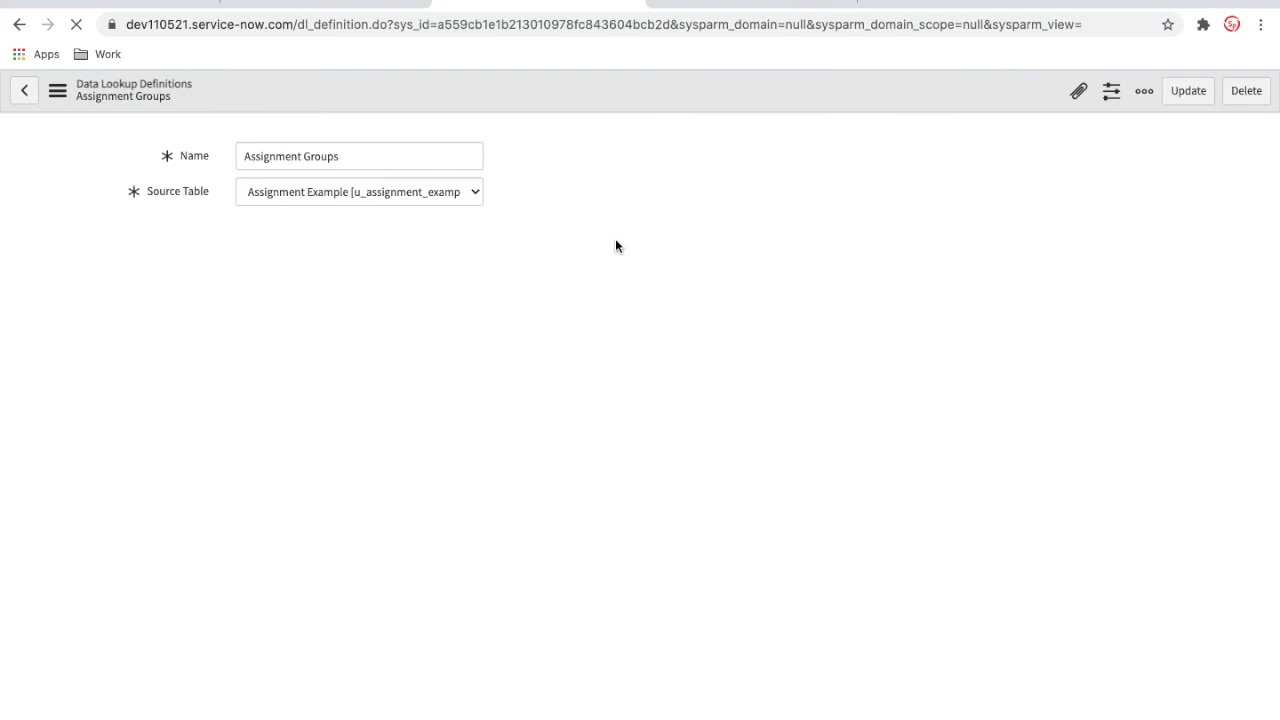 dev110521.service-now.com/dl_definition.do?sys_id=a559cb1e1b213010978fc843604bcb2d&sysparm_domain=null&sysparm_domain_scope=null&sysparm_view=
Apps
Work
Data Lookup Definitions
Assignment Groups
Update
Delete
Name
Assignment Groups
Source Table
Assignment Example [u_assignment_examp